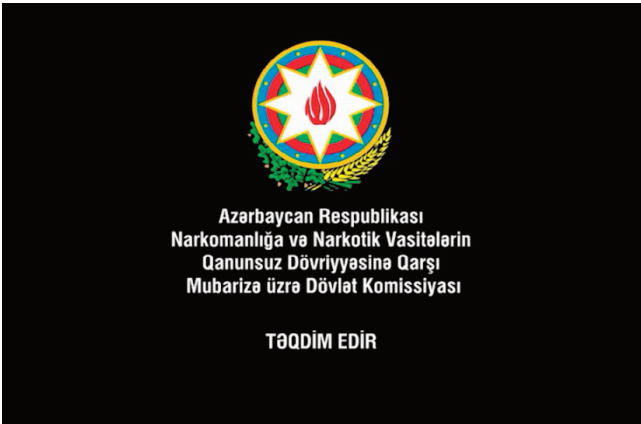 Azərbaycan Respublikası
Narkomanlığa və Narkotik Vasitələrin
Qanunsuz Dövriyyəsinə Qarşı
Mubarizə üzrə Dövlət Komissiyası
TƏQDİM EDİR